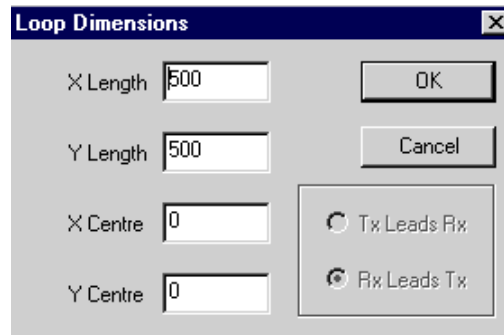 Loop Dimensions
X Length 500 OK
Y Length 500 Cancel
X Centre 0 Tx Leads Rx
Y Centre 0 Rx Leads Tx